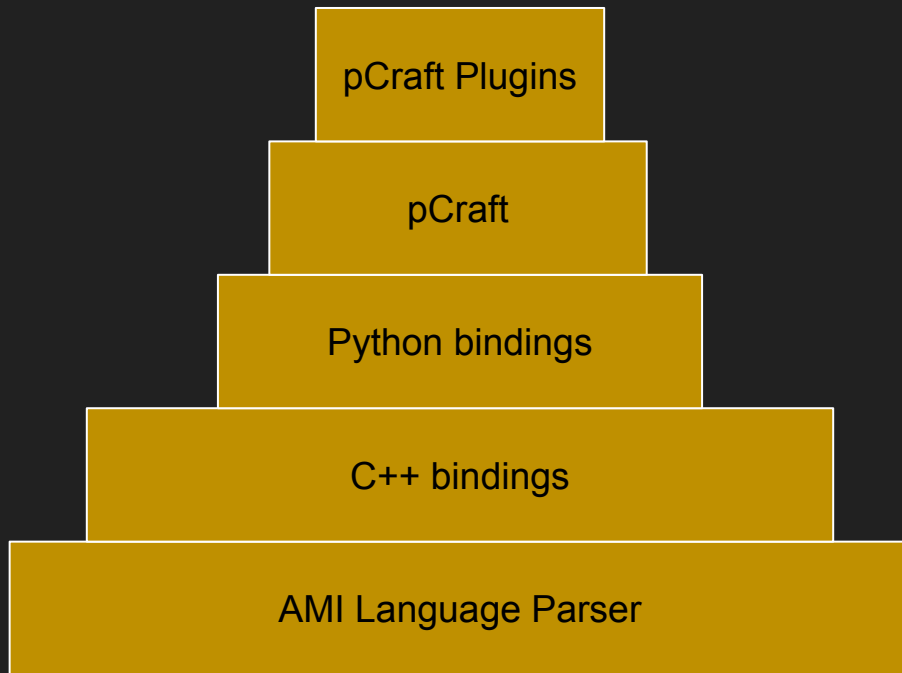 pCraft Plugins
pCraft
Python bindings
C++ bindings
AMI Language Parser